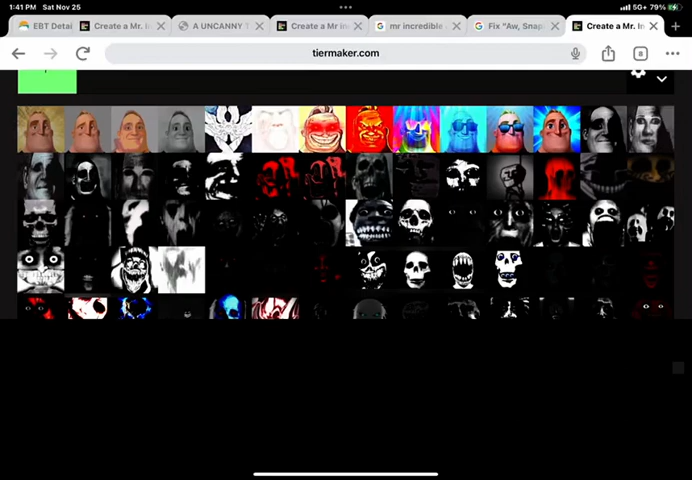 1:41 PM Sat Nov 25
5G+ 79%
EBT Detai
Create a Mr. I
A UNCANNY T
Create a Mr in
mr incredible
Fix "Aw, Snap
Create a Mr. In
tiermaker.com
8